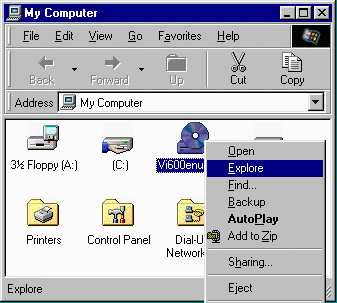 My Computer
File Edit View Go Favorites Help
Back Forward Up Cut Copy
Address My Computer
3½ Floppy (A:) (C:) Vi600enu
Printers Control Panel Dial-U
Network
Open
Explore
Find...
Backup
AutoPlay
Add to Zip
Sharing...
Eject
Explore